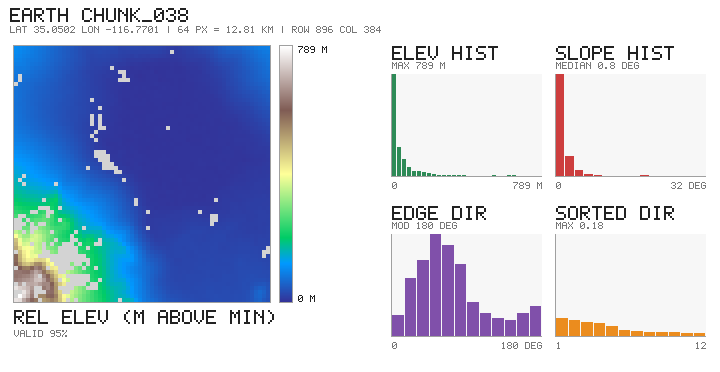 EARTH CHUNK_038
LAT 35.0502 LON -116.7701 | 64 PX = 12.81 KM | ROW 896 COL 384
789 M
0 M
REL ELEV (M ABOVE MIN)
VALID 95%
ELEV HIST
MAX 789 M
0 789 M
SLOPE HIST
MEDIAN 0.8 DEG
0 32 DEG
EDGE DIR
MOD 180 DEG
0 180 DEG
SORTED DIR
MAX 0.18
1 12